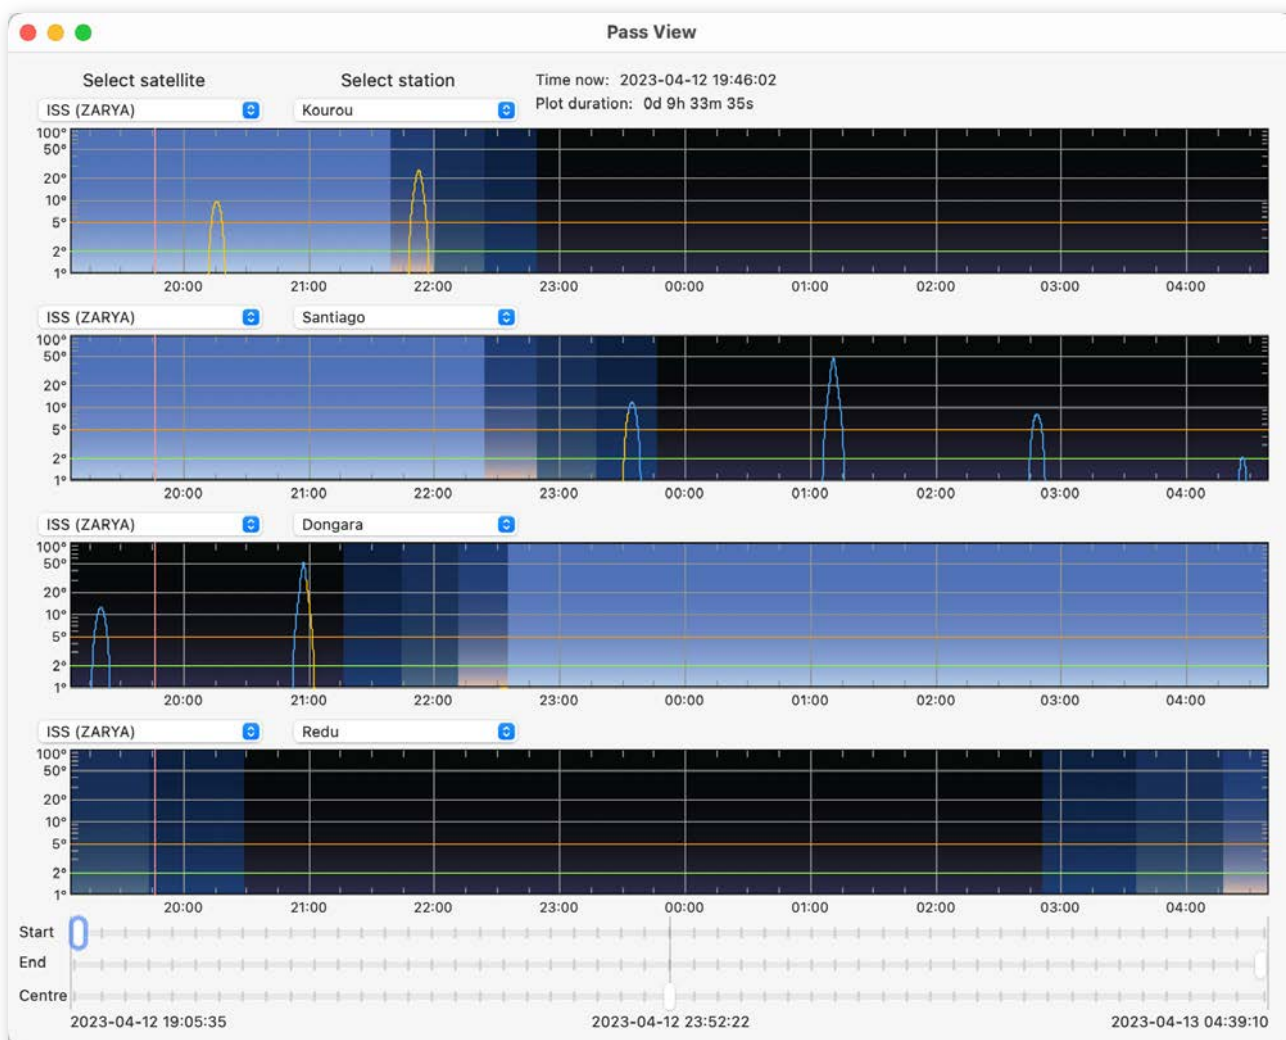 Pass View
Select satellite Select station Time now: 2023-04-12 19:46:02
ISS (ZARYA) Kourou Plot duration: 0d 9h 33m 35s
100°
50°
20°
10°
5°
2°
1°
20:00 21:00 22:00 23:00 00:00 01:00 02:00 03:00 04:00
ISS (ZARYA) Santiago
100°
50°
20°
10°
5°
2°
1°
20:00 21:00 22:00 23:00 00:00 01:00 02:00 03:00 04:00
ISS (ZARYA) Dongara
100°
50°
20°
10°
5°
2°
1°
20:00 21:00 22:00 23:00 00:00 01:00 02:00 03:00 04:00
ISS (ZARYA) Redu
100°
50°
20°
10°
5°
2°
1°
20:00 21:00 22:00 23:00 00:00 01:00 02:00 03:00 04:00
Start
End
Centre
2023-04-12 19:05:35 2023-04-12 23:52:22 2023-04-13 04:39:10